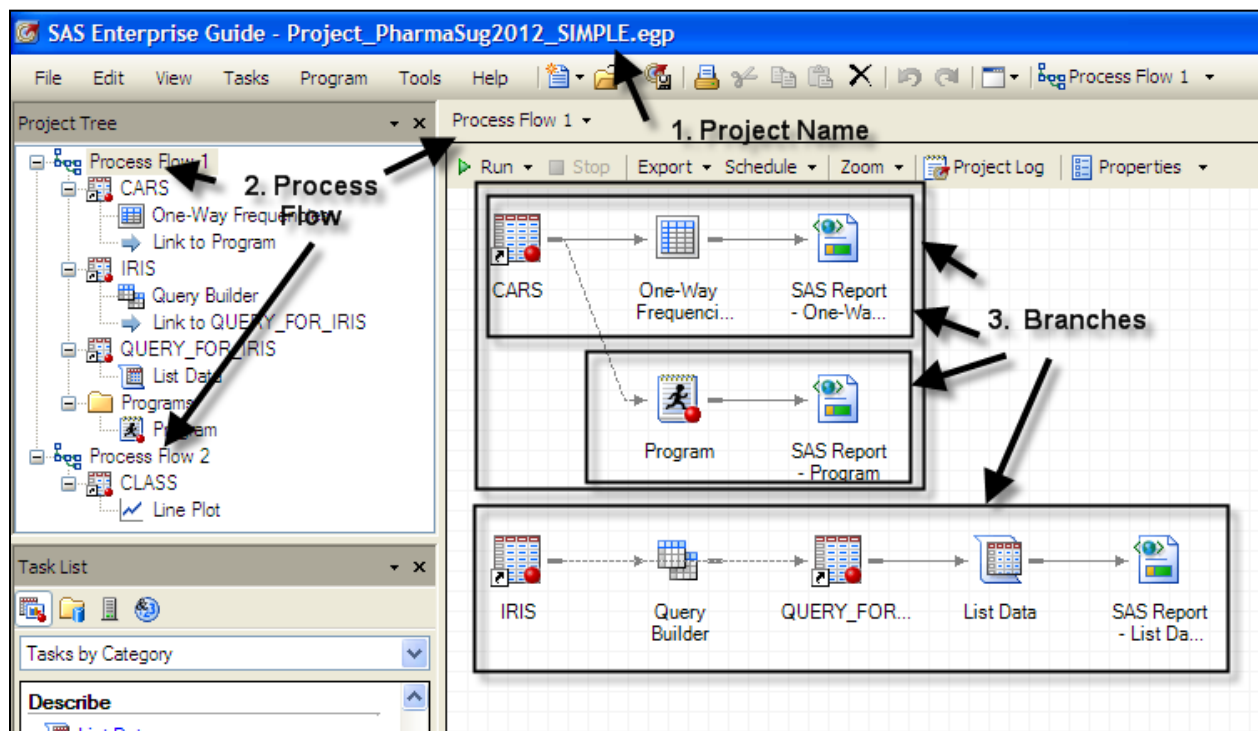 SAS Enterprise Guide - Project_PharmaSug2012_SIMPLE.egp
File Edit View Tasks Program Tools Help Process Flow 1
Project Tree
Process Flow 1
CARS
One-Way Frequencies
Link to Program
IRIS
Query Builder
Link to QUERY_FOR_IRIS
QUERY_FOR_IRIS
List Data
Programs
Program
Process Flow 2
CLASS
Line Plot
2. Process
Flow
Task List
Tasks by Category
Describe
List Data
Process Flow 1
1. Project Name
Run Stop Export Schedule Zoom Project Log Properties
CARS
One-Way
Frequenci...
SAS Report
- One-Wa...
3. Branches
Program
SAS Report
- Program
IRIS
Query
Builder
QUERY_FOR...
List Data
SAS Report
- List Da...